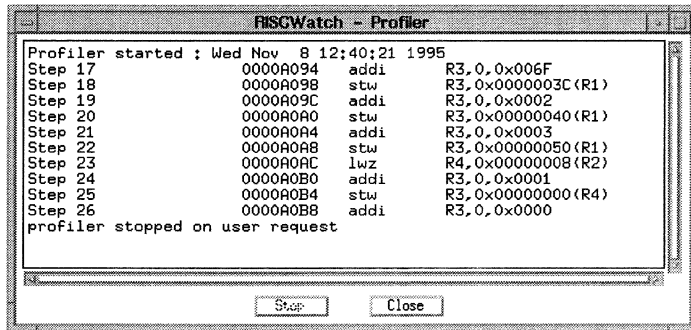 RISCWatch - Profiler
Profiler started : Wed Nov 8 12:40:21 1995
Step 17 0000A094 addi R3,0,0x006F
Step 18 0000A098 stw R3,0x0000003C(R1)
Step 19 0000A09C addi R3,0,0x0002
Step 20 0000A0A0 stw R3,0x00000040(R1)
Step 21 0000A0A4 addi R3,0,0x0003
Step 22 0000A0A8 stw R3,0x00000050(R1)
Step 23 0000A0AC lwz R4,0x00000008(R2)
Step 24 0000A0B0 addi R3,0,0x0001
Step 25 0000A0B4 stw R3,0x00000000(R4)
Step 26 0000A0B8 addi R3,0,0x0000
profiler stopped on user request
Stop Close